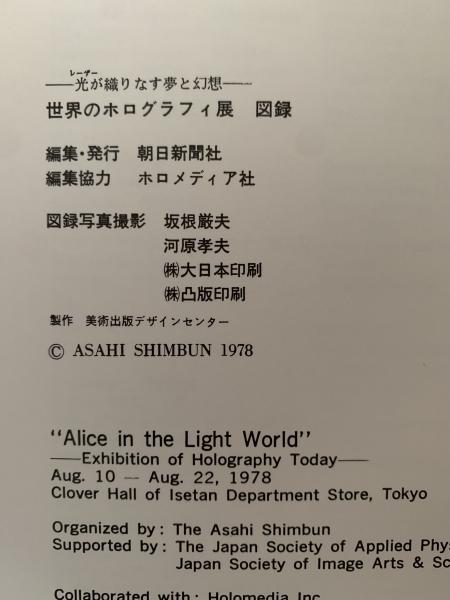 レーザー
——光が織りなす夢と幻想——
世界のホログラフィ展 図録
編集・発行 朝日新聞社
編集協力 ホロメディア社
図録写真撮影 坂根厳夫
河原孝夫
㈱大日本印刷
㈱凸版印刷
製作 美術出版デザインセンター
© ASAHI SHIMBUN 1978
"Alice in the Light World"
——Exhibition of Holography Today——
Aug. 10 — Aug. 22, 1978
Clover Hall of Isetan Department Store, Tokyo
Organized by: The Asahi Shimbun
Supported by: The Japan Society of Applied Phys
Japan Society of Image Arts & Sc
Collaborated with: Holomedia Inc